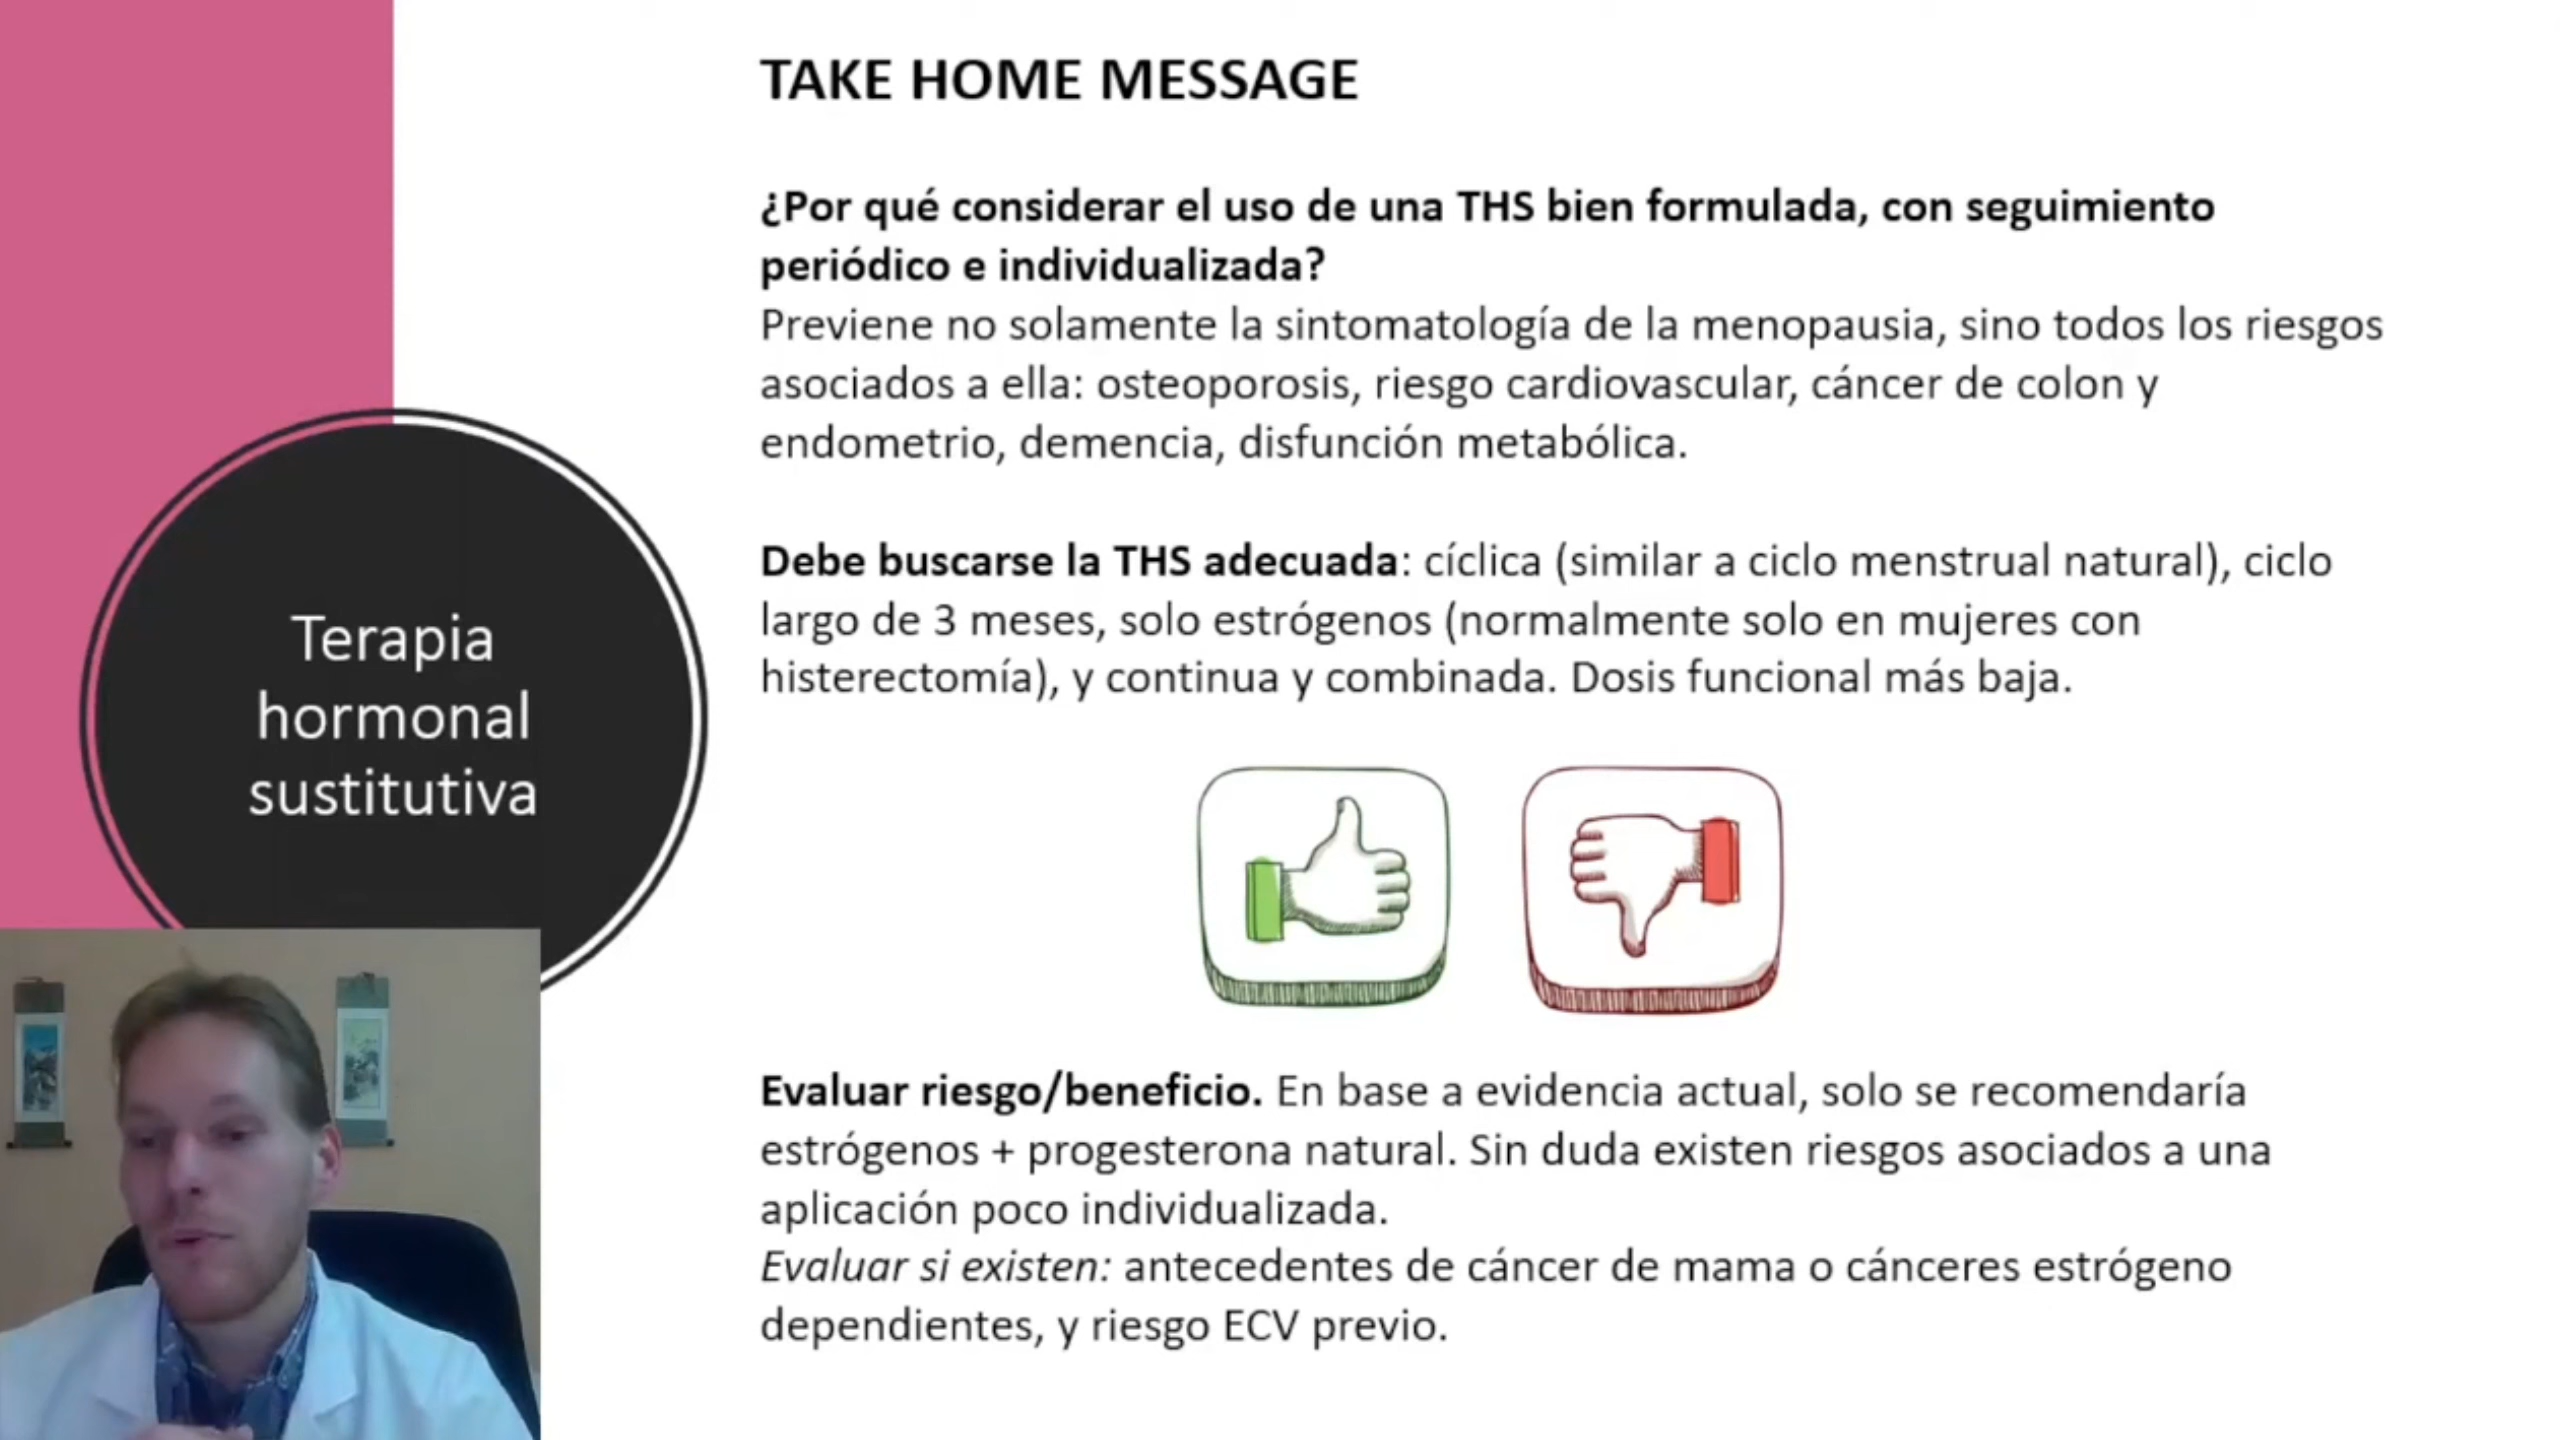 TAKE HOME MESSAGE
¿Por qué considerar el uso de una THS bien formulada, con seguimiento
periódico e individualizada?
Previene no solamente la sintomatología de la menopausia, sino todos los riesgos
asociados a ella: osteoporosis, riesgo cardiovascular, cáncer de colon y
endometrio, demencia, disfunción metabólica.
Debe buscarse la THS adecuada: cíclica (similar a ciclo menstrual natural), ciclo
largo de 3 meses, solo estrógenos (normalmente solo en mujeres con
histerectomía), y continua y combinada. Dosis funcional más baja.
Terapia
hormonal
sustitutiva
Evaluar riesgo/beneficio. En base a evidencia actual, solo se recomendaría
estrógenos + progesterona natural. Sin duda existen riesgos asociados a una
aplicación poco individualizada.
Evaluar si existen: antecedentes de cáncer de mama o cánceres estrógeno
dependientes, y riesgo ECV previo.